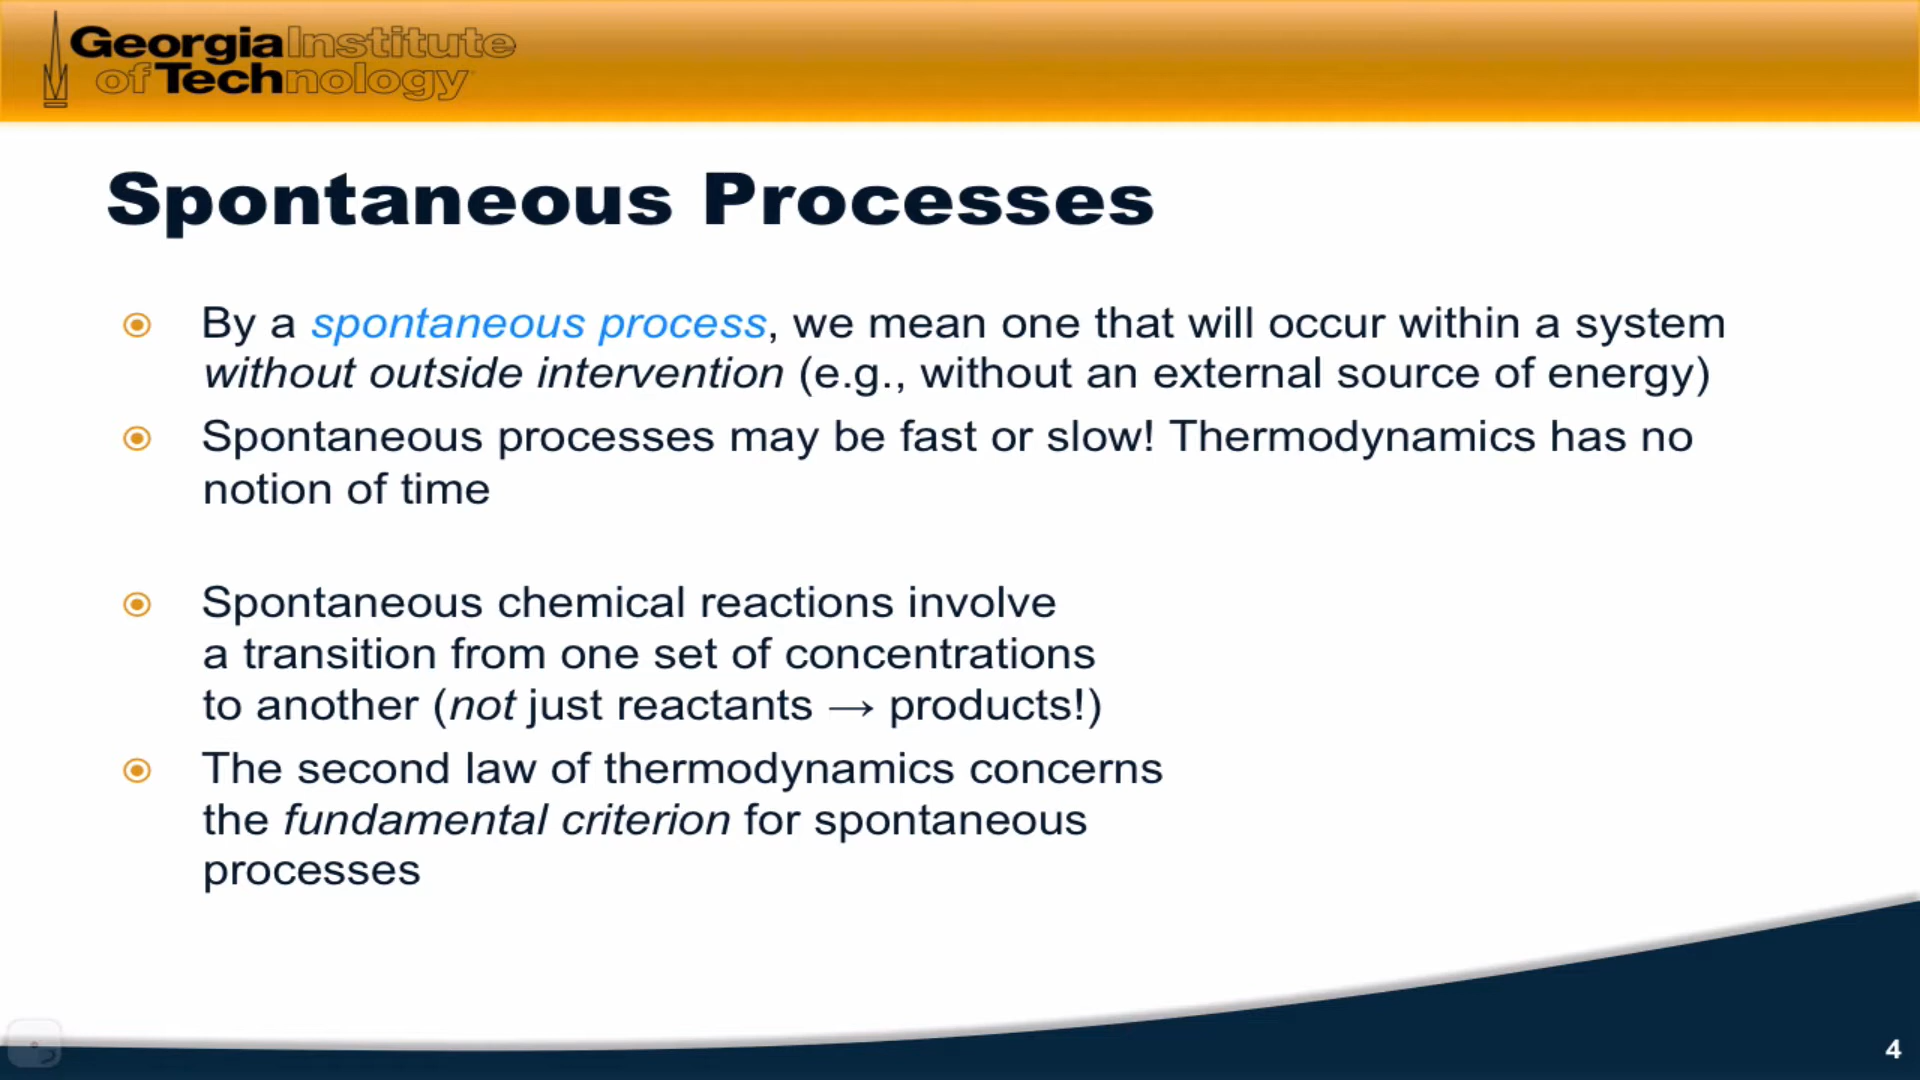 Georgia Institute
of Technology
Spontaneous Processes
By a spontaneous process, we mean one that will occur within a system
without outside intervention (e.g., without an external source of energy)
Spontaneous processes may be fast or slow! Thermodynamics has no
notion of time
Spontaneous chemical reactions involve
a transition from one set of concentrations
to another (not just reactants → products!)
The second law of thermodynamics concerns
the fundamental criterion for spontaneous
processes
4